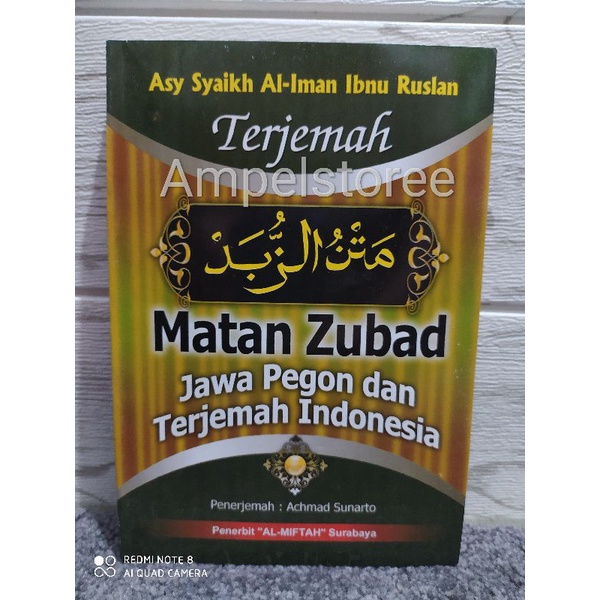 Asy Syaikh Al-Iman Ibnu Ruslan
Terjemah
Ampelstoree
مَتْنُ الزُّبَدْ
Matan Zubad
Jawa Pegon dan
Terjemah Indonesia
Penerjemah : Achmad Sunarto
Penerbit "AL-MIFTAH" Surabaya
REDMI NOTE 8
AI QUAD CAMERA